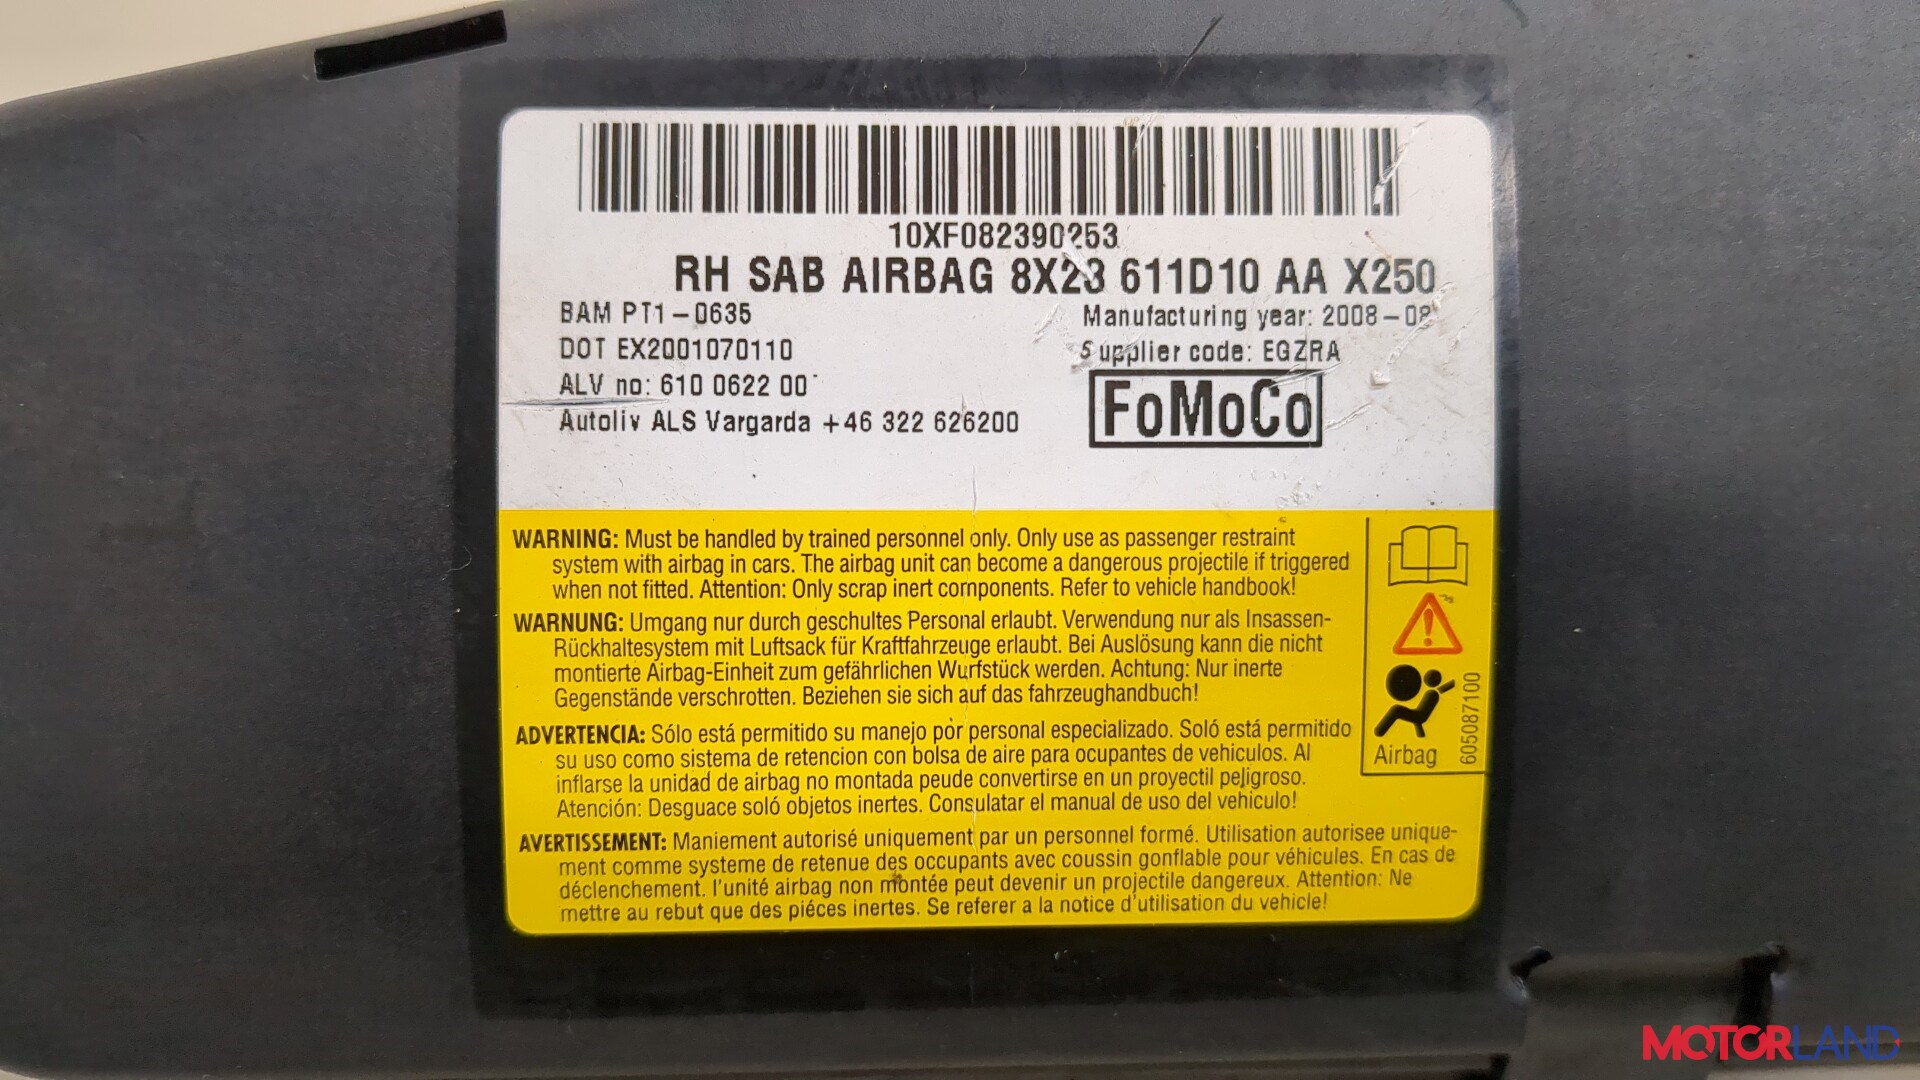 10XF082390253
RH SAB AIRBAG 8X23 611D10 AA X250
BAM PT1-0635
Manufacturing year: 2008-08
DOT EX2001070110
Supplier code: EGZRA
ALV no: 610 0622 00
FoMoCo
Autoliv ALS Vargarda +46 322 626200
WARNING: Must be handled by trained personnel only. Only use as passenger restraint
system with airbag in cars. The airbag unit can become a dangerous projectile if triggered
when not fitted. Attention: Only scrap inert components. Refer to vehicle handbook!
WARNUNG: Umgang nur durch geschultes Personal erlaubt. Verwendung nur als Insassen-
Rückhaltesystem mit Luftsack für Kraftfahrzeuge erlaubt. Bei Auslösung kann die nicht
montierte Airbag-Einheit zum gefährlichen Wurfstück werden. Achtung: Nur inerte
Gegenstände verschrotten. Beziehen sie sich auf das fahrzeughandbuch!
ADVERTENCIA: Sólo está permitido su manejo por personal especializado. Soló está permitido
su uso como sistema de retencion con bolsa de aire para ocupantes de vehiculos. Al
inflarse la unidad de airbag no montada peude convertirse en un proyectil peligroso.
Atención: Desguace soló objetos inertes. Consulatar el manual de uso del vehiculo!
AVERTISSEMENT: Maniement autorisé uniquement par un personnel formé. Utilisation autorisee unique-
ment comme systeme de retenue des occupants avec coussin gonflable pour véhicules. En cas de
déclenchement. l'unité airbag non montée peut devenir un projectile dangereux. Attention: Ne
mettre au rebut que des piéces inertes. Se referer a la notice d'utilisation du vehicle!
Airbag
605087100
MOTORLAND